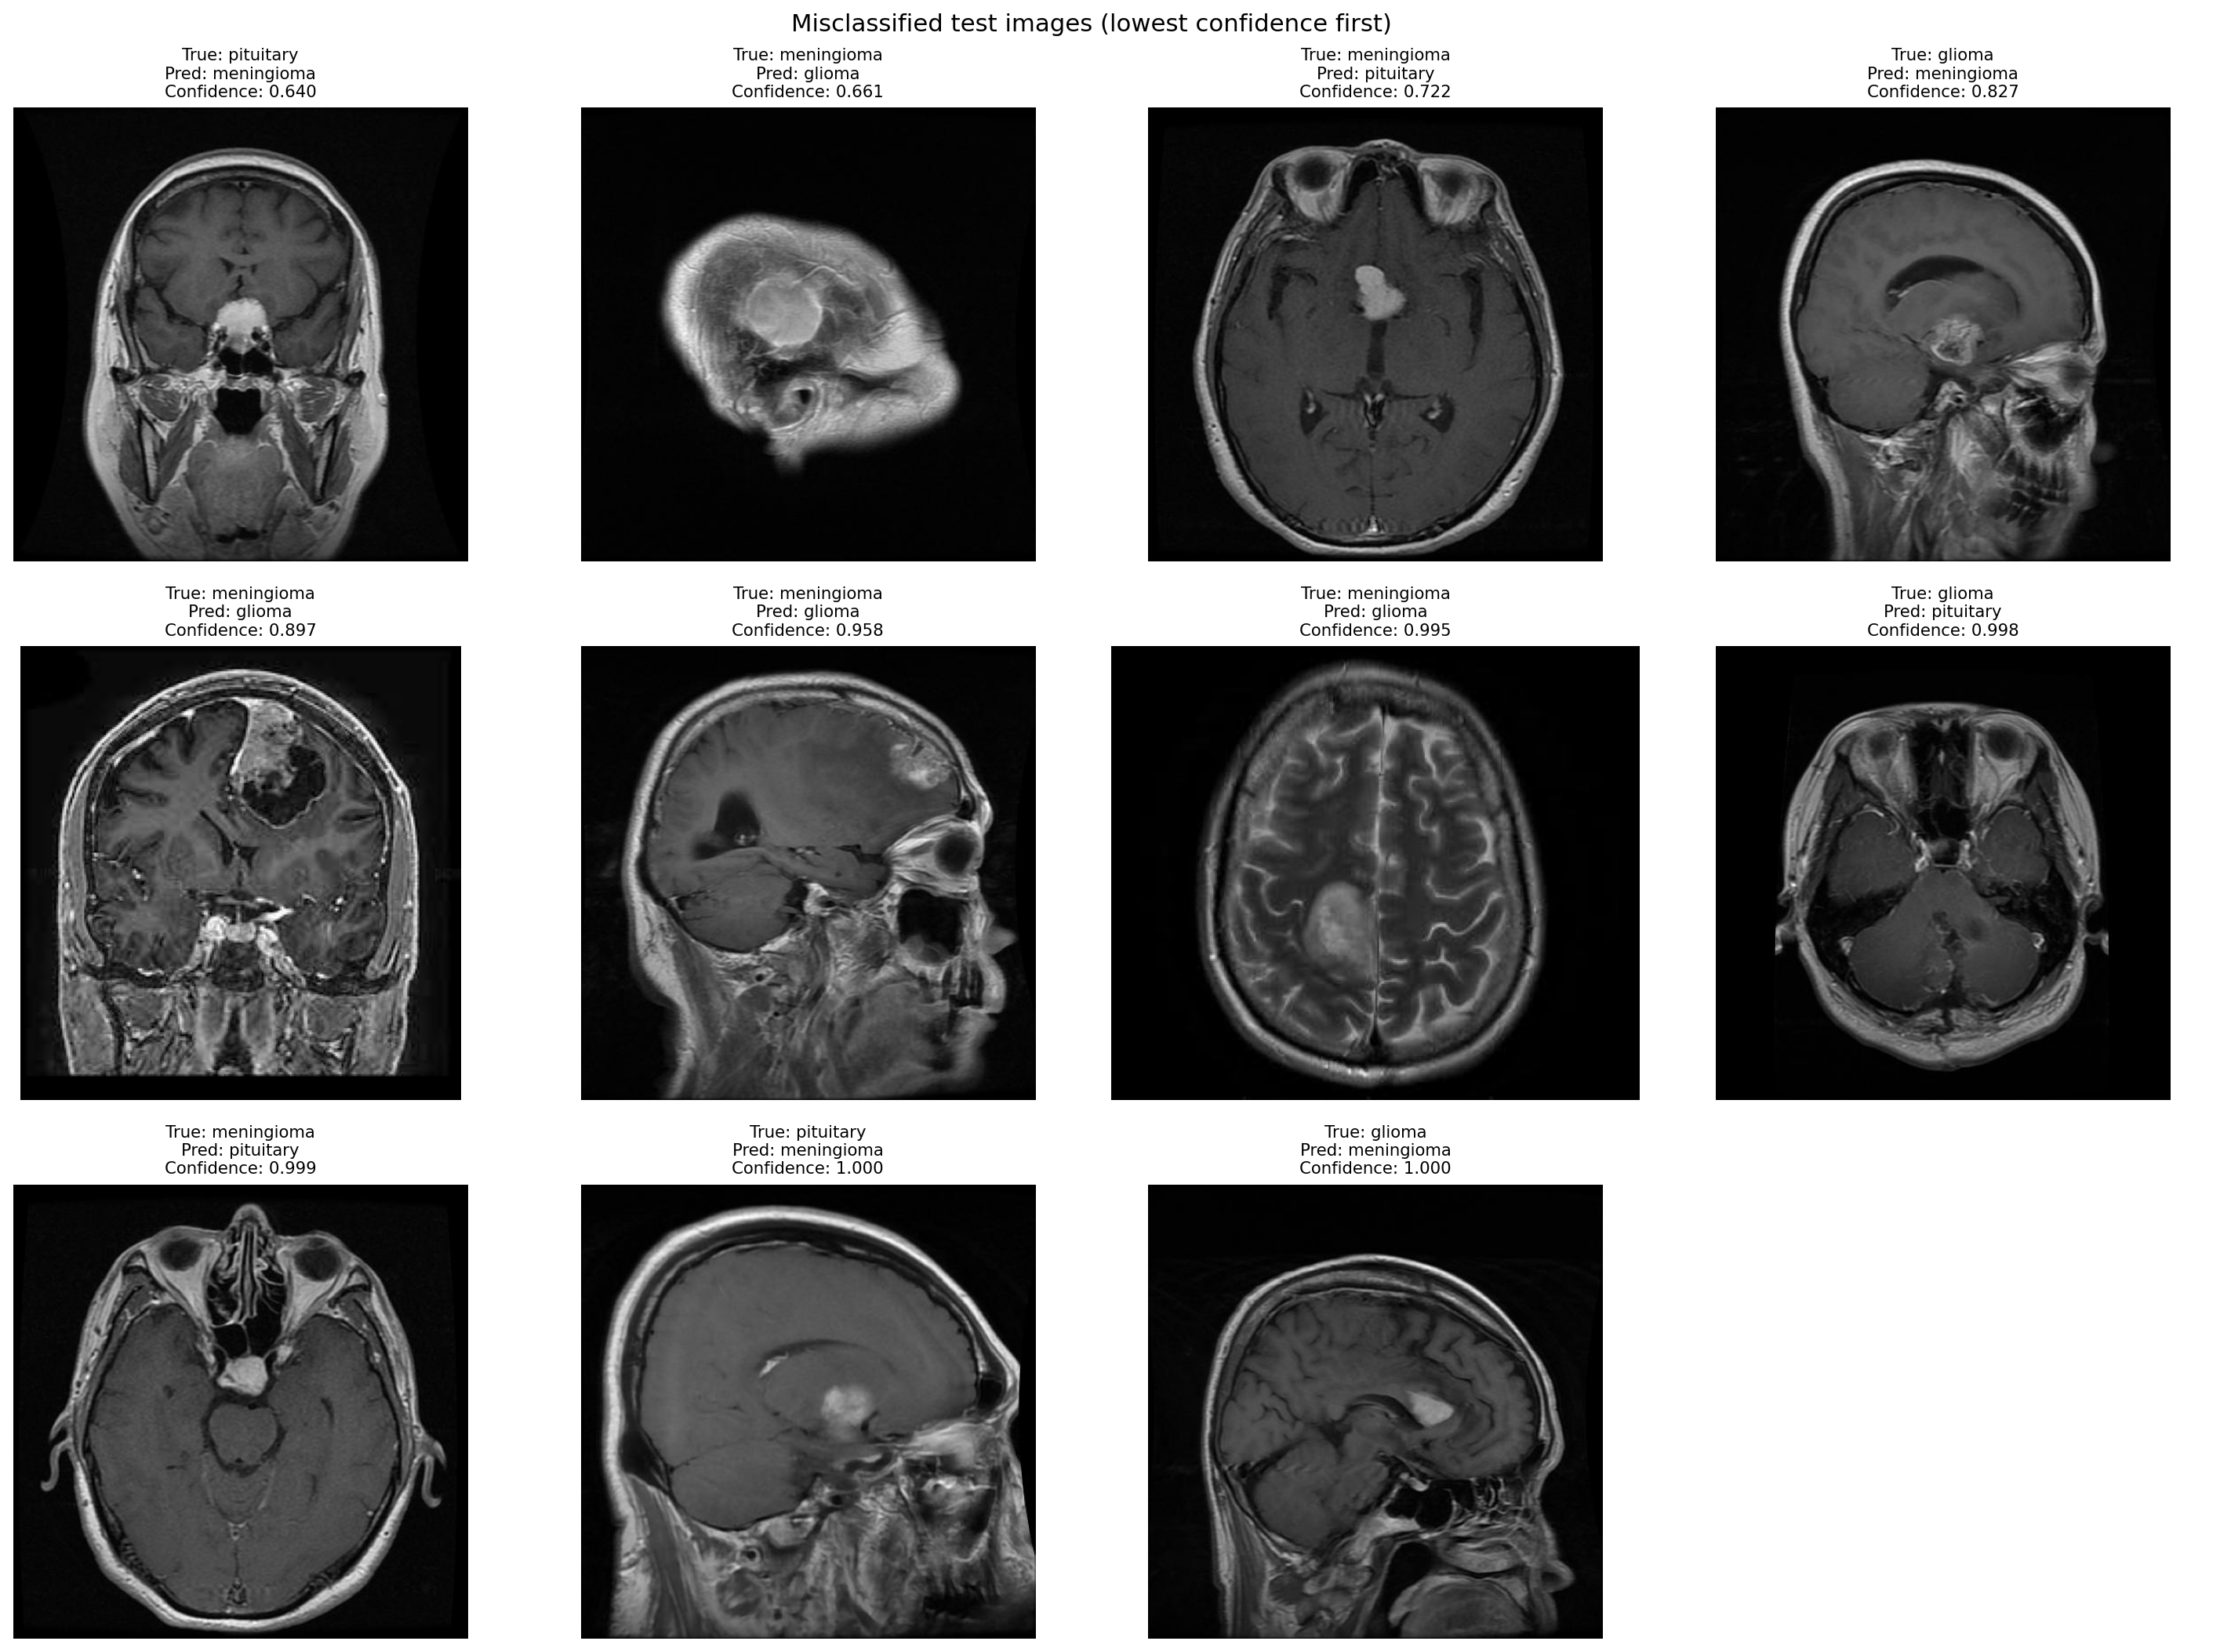 Misclassified test images (lowest confidence first)
True: pituitary
Pred: meningioma
Confidence: 0.640
True: meningioma
Pred: glioma
Confidence: 0.661
True: meningioma
Pred: pituitary
Confidence: 0.722
True: glioma
Pred: meningioma
Confidence: 0.827
True: meningioma
Pred: glioma
Confidence: 0.897
True: meningioma
Pred: glioma
Confidence: 0.958
True: meningioma
Pred: glioma
Confidence: 0.995
True: glioma
Pred: pituitary
Confidence: 0.998
True: meningioma
Pred: pituitary
Confidence: 0.999
True: pituitary
Pred: meningioma
Confidence: 1.000
True: glioma
Pred: meningioma
Confidence: 1.000